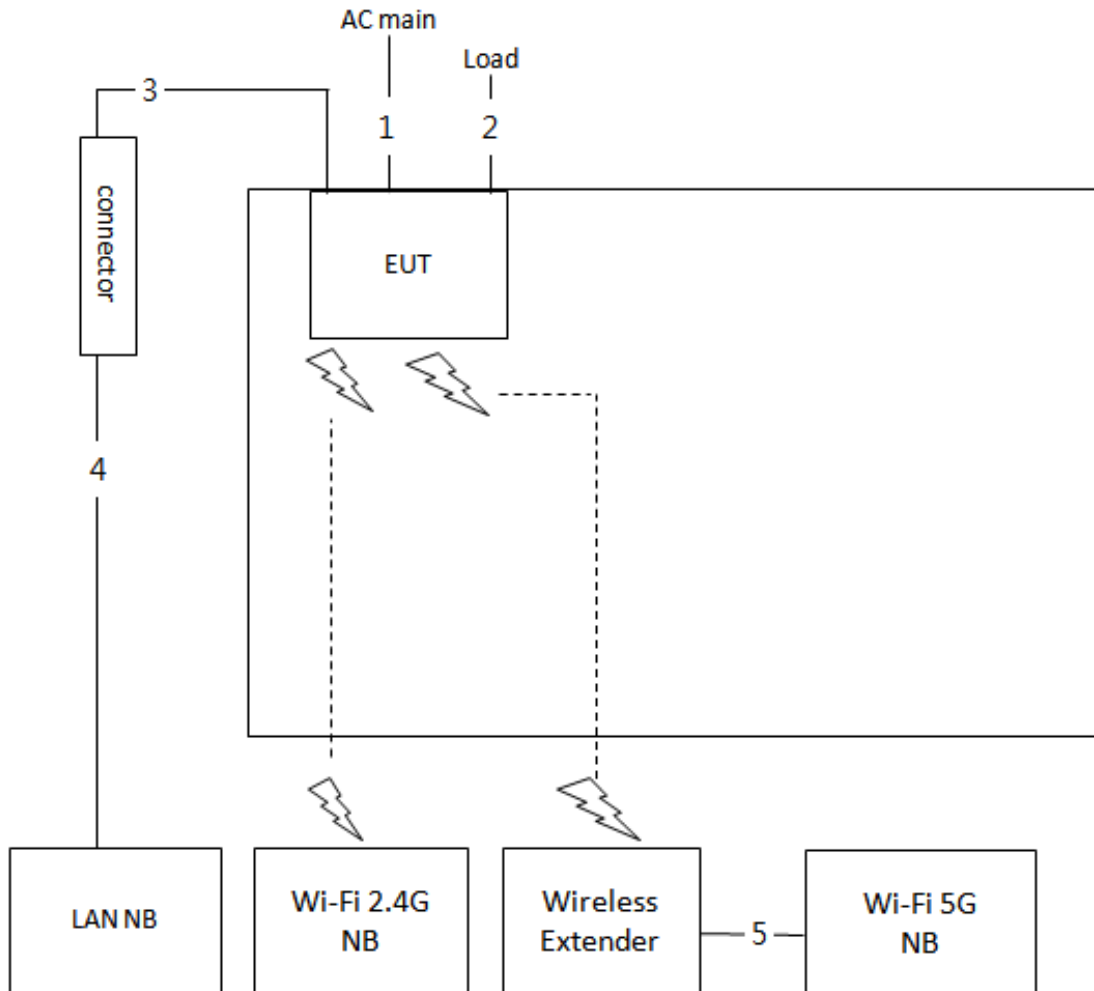 AC main
Load
3
1
2
connector
EUT
4
LAN NB
Wi-Fi 2.4G
NB
Wireless
Extender
5
Wi-Fi 5G
NB